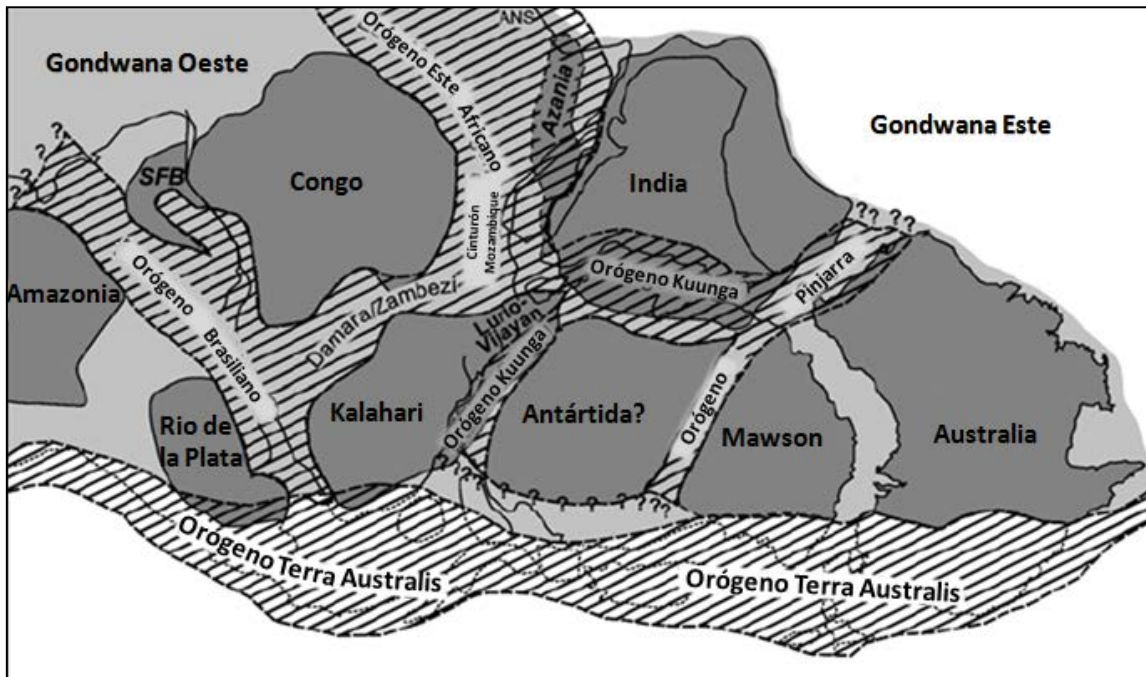 ANS
Orógeno Este
Africano
Gondwana Oeste
Azania
Gondwana Este
SFB
Congo
India
Cinturón
Mozambique
? ? ? ?
? ? ? ?
Orógeno Kuunga
Pinjarra
Orógeno
Brasiliano
Amazonia
Damara/Zambezi
Lurio-
Vijayan
Orógeno Kuunga
Orógeno
Rio de
la Plata
Kalahari
Antártida?
Mawson
Australia
? ? ? ?
? ? ? ? ? ?
? ? ?
Orógeno Terra Australis
Orógeno Terra Australis